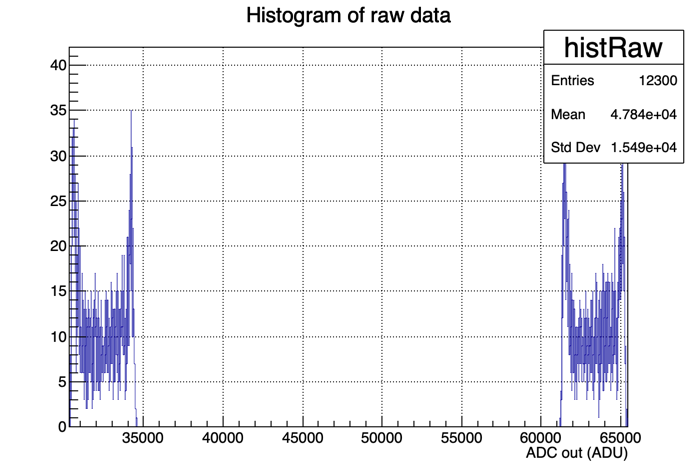 Histogram of raw data
histRaw
Entries 12300
Mean 4.784e+04
Std Dev 1.549e+04
40
35
30
25
20
15
10
5
0
35000 40000 45000 50000 55000 60000 65000
ADC out (ADU)